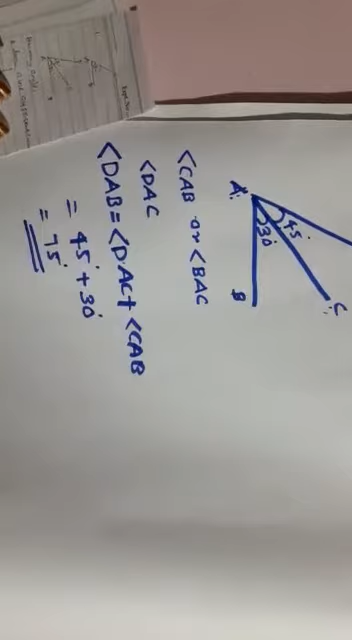 A.
45°
30°
C.
B
<CAB or <BAC
<DAC
<DAB = <DAC + <CAB
= 45° + 30°
= 75°